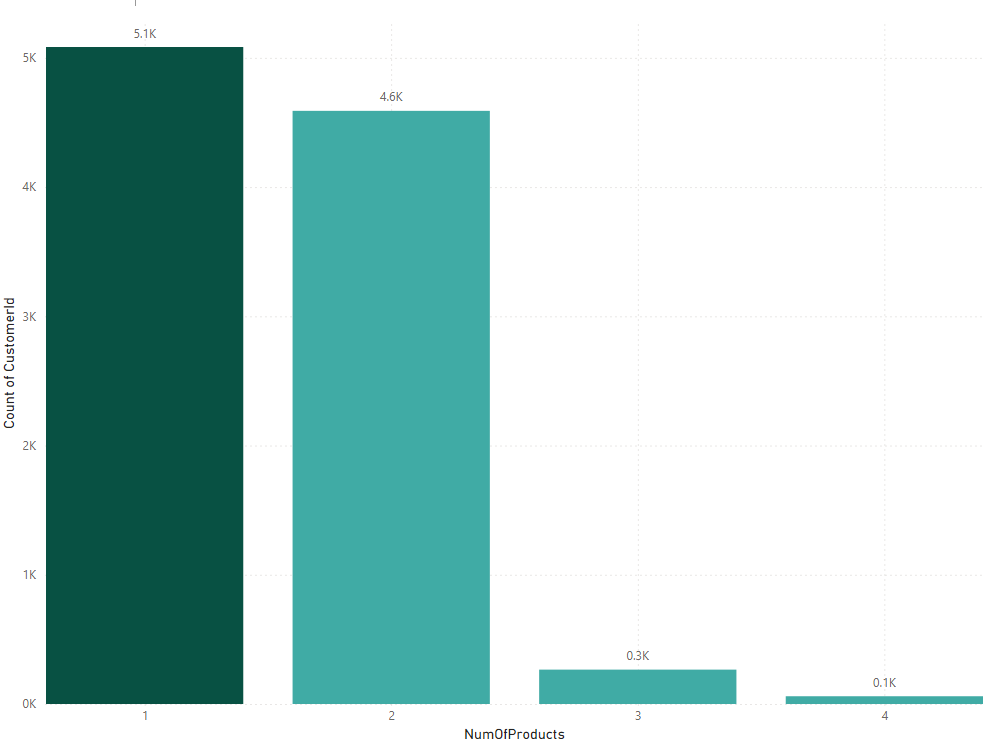 5.1K
5K
4.6K
4K
3K
Count of CustomerId
2K
1K
0.3K
0.1K
0K
1 2 3 4
NumOfProducts